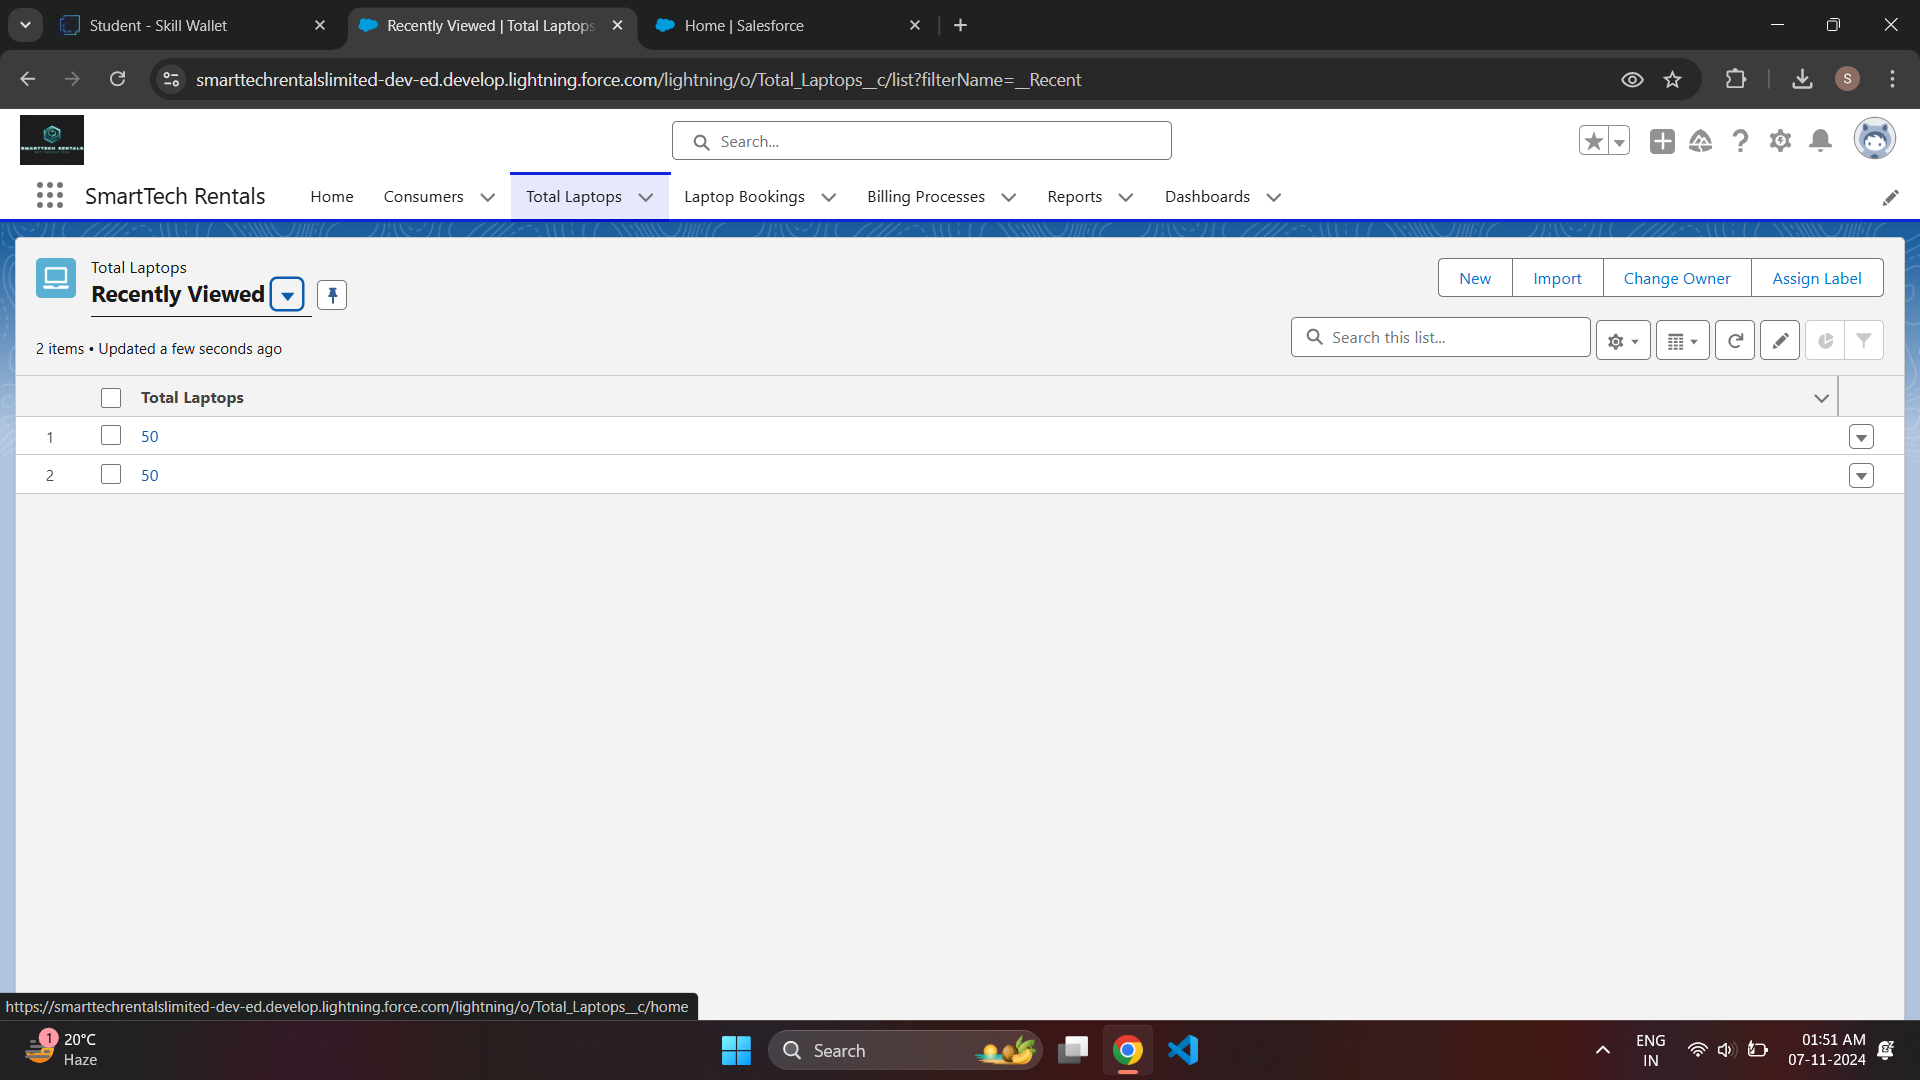 Student - Skill Wallet
Recently Viewed | Total Laptops
Home | Salesforce
smarttechrentalslimited-dev-ed.develop.lightning.force.com/lightning/o/Total_Laptops__c/list?filterName=__Recent
S
SMARTTECH RENTALS
Search...
SmartTech Rentals
Home
Consumers
Total Laptops
Laptop Bookings
Billing Processes
Reports
Dashboards
Total Laptops
Recently Viewed
New
Import
Change Owner
Assign Label
2 items • Updated a few seconds ago
Search this list...
Total Laptops
1
50
2
50
https://smarttechrentalslimited-dev-ed.develop.lightning.force.com/lightning/o/Total_Laptops__c/home
1
20°C
Haze
Search
ENG
IN
01:51 AM
07-11-2024